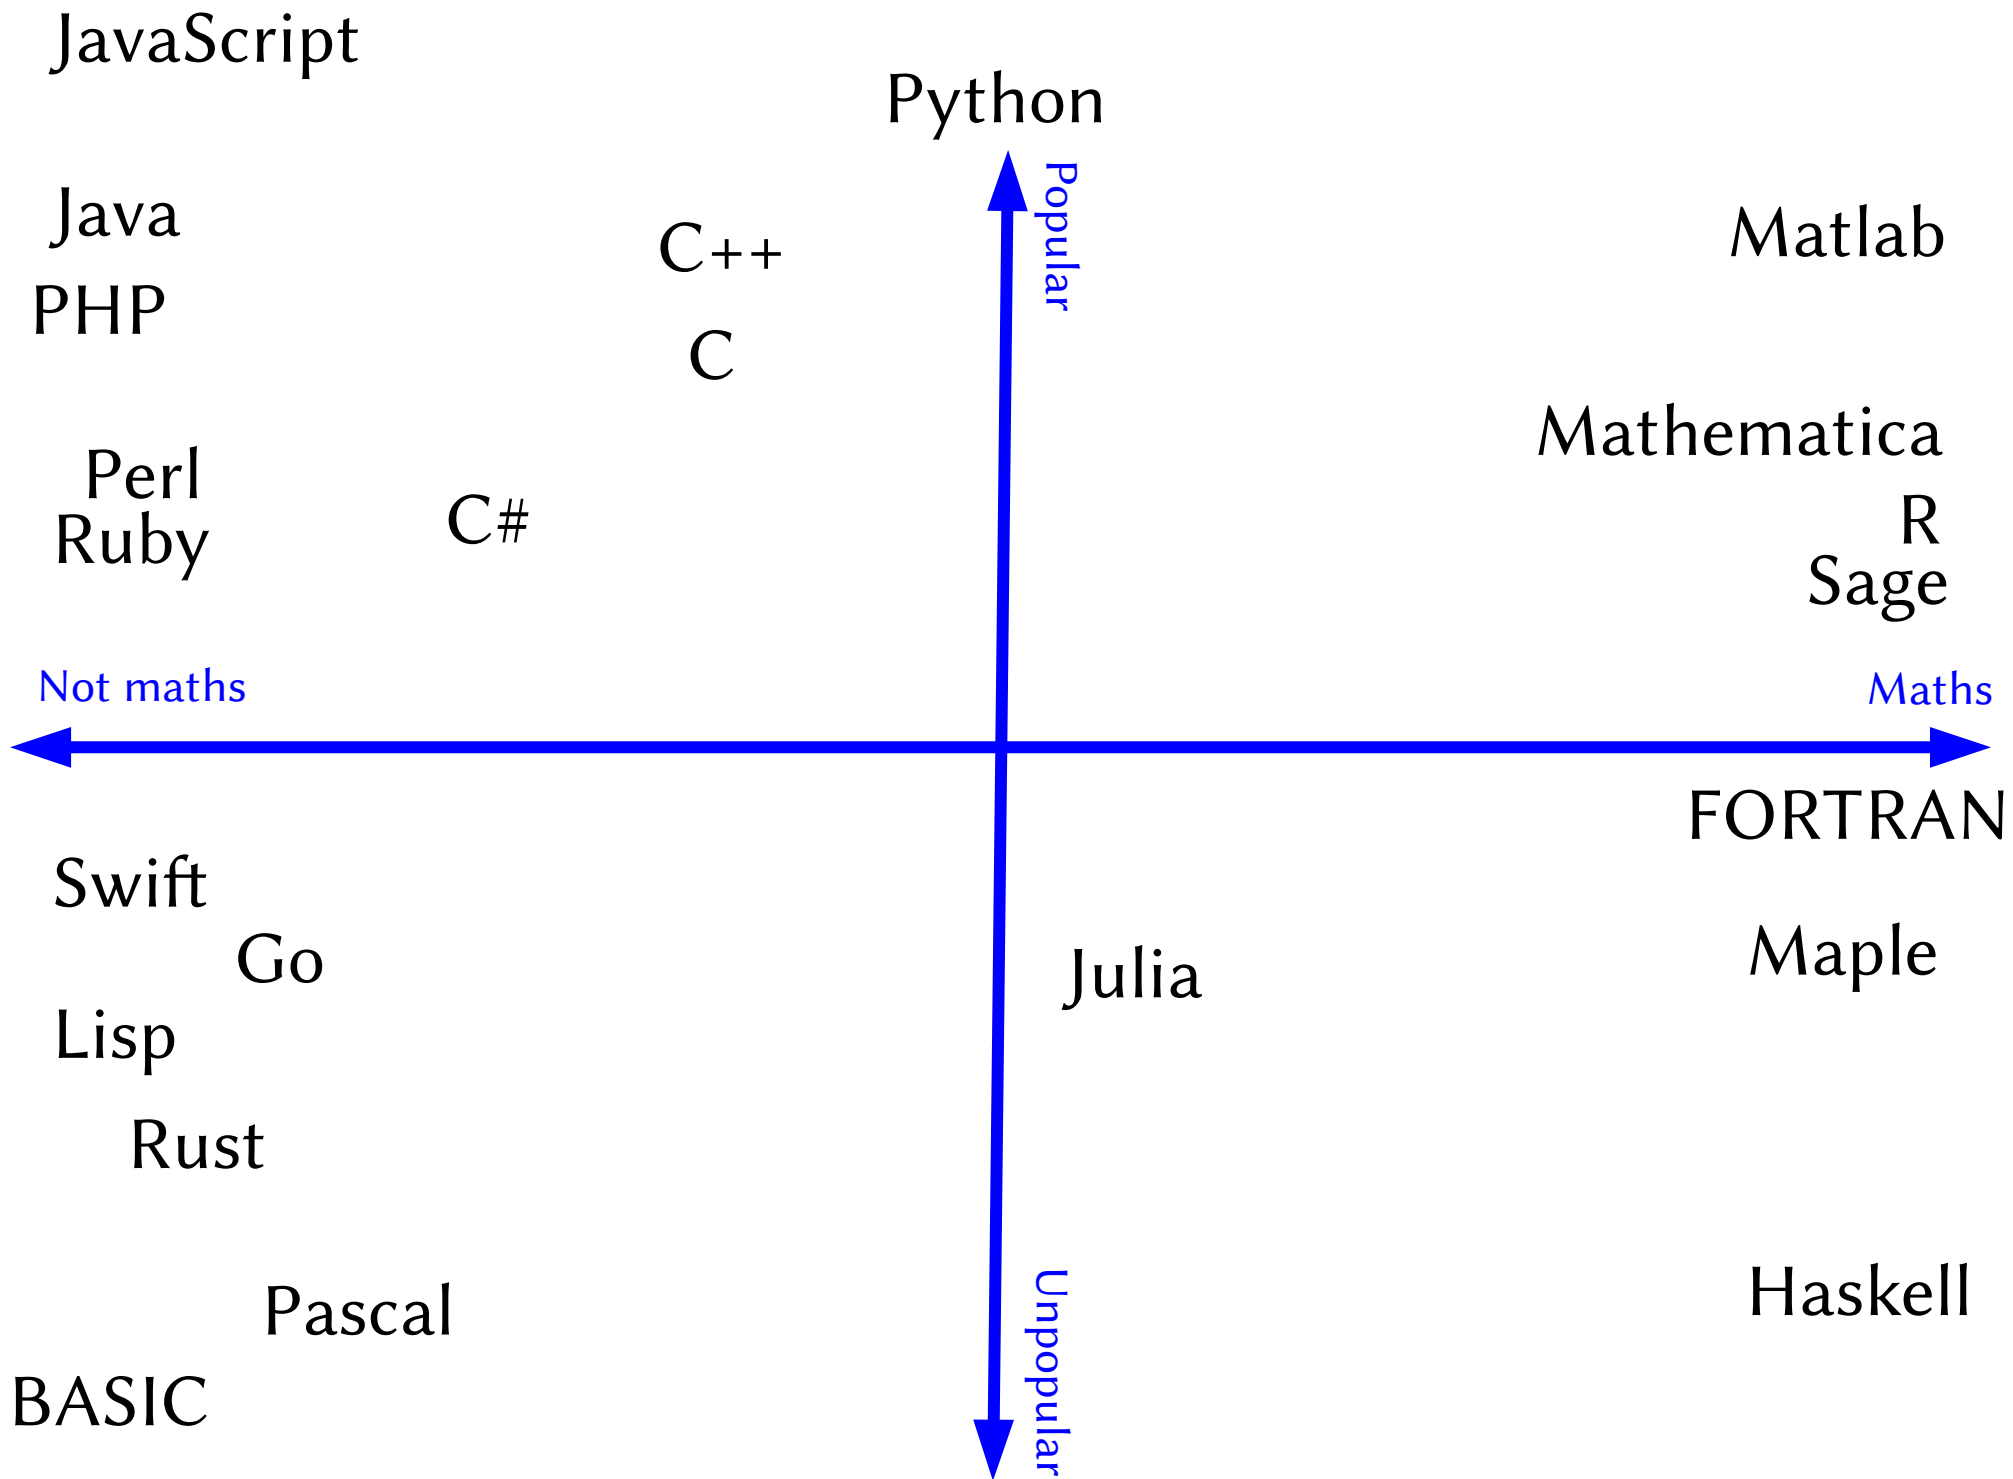 JavaScript
Python
Popular
Java
C++
Matlab
PHP
C
Mathematica
Perl
C#
R
Ruby
Sage
Not maths
Maths
FORTRAN
Swift
Go
Maple
Julia
Lisp
Rust
Haskell
Pascal
Unpopular
BASIC